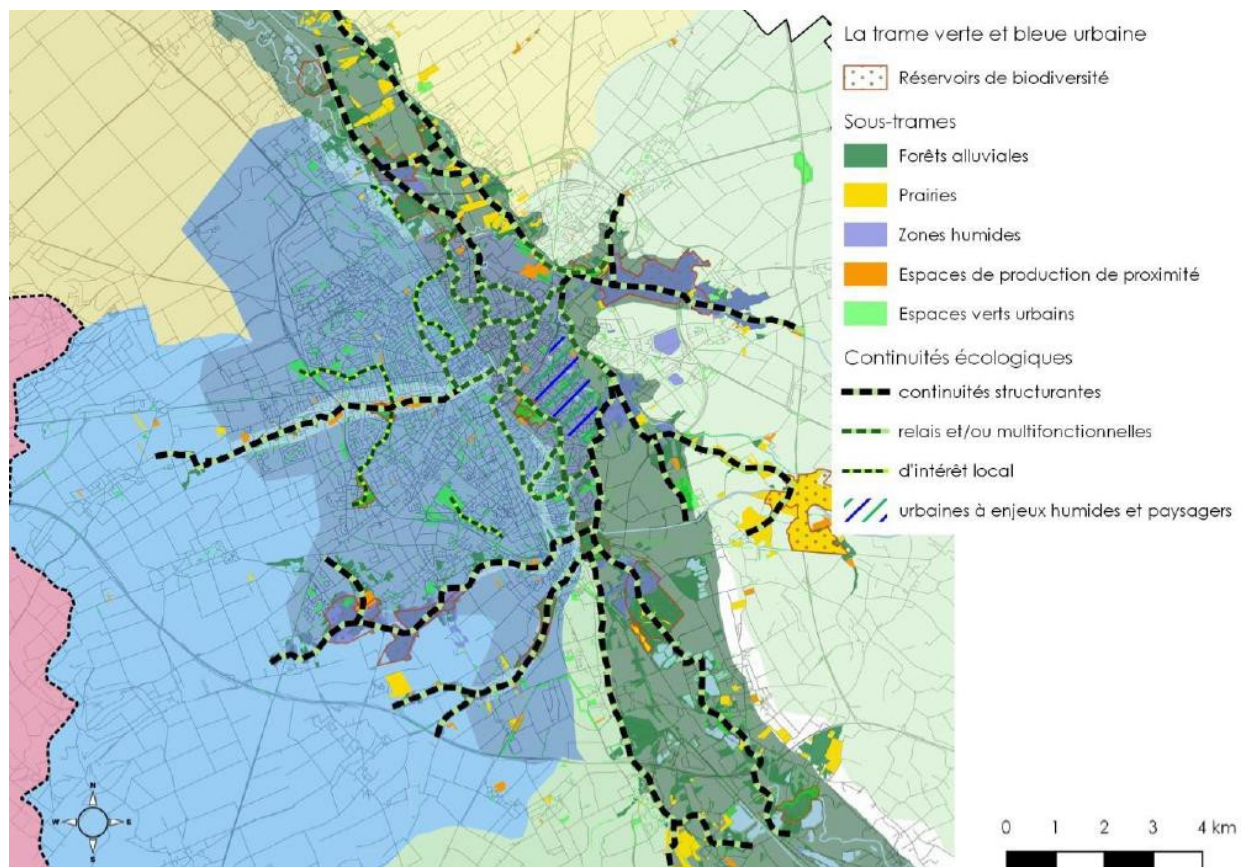 La trame verte et bleue urbaine
Réservoirs de biodiversité
Sous-trames
Forêts alluviales
Prairies
Zones humides
Espaces de production de proximité
Espaces verts urbains
Continuités écologiques
continuités structurantes
relais et/ou multifonctionnelles
d'intérêt local
urbaines à enjeux humides et paysagers
N
W E
S
0 1 2 3 4 km